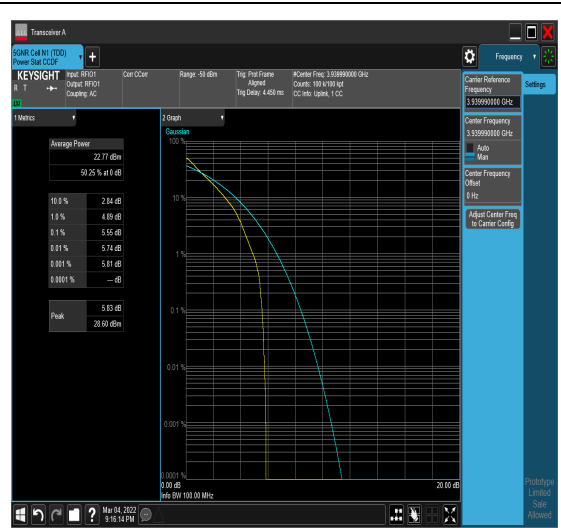 Transceiver A
5GNR Cell N1 (TDD)
Power Stat CCDF
Frequency
KEYSIGHT
R T
LV
Input: RFIO1
Output: RFIO1
Coupling: AC
Corr CCorr
Range: -50 dBm
Trig: Prot Frame
Aligned
Trig Delay: 4.450 ms
#Center Freq: 3.939990000 GHz
Counts: 100 k/100 kpt
CC Info: Uplink, 1 CC
Carrier Reference
Frequency
3.939990000 GHz
Settings
Center Frequency
3.939990000 GHz
Auto
Man
Center Frequency
Offset
0 Hz
Adjust Center Freq
to Carrier Config
1 Metrics
Average Power
22.77 dBm
50.25 % at 0 dB
10.0 % 2.84 dB
1.0 % 4.89 dB
0.1 % 5.55 dB
0.01 % 5.74 dB
0.001 % 5.81 dB
0.0001 % --- dB
Peak
5.83 dB
28.60 dBm
2 Graph
Gaussian
100 %
10 %
1 %
0.1 %
0.01 %
0.001 %
0.0001 %
0.00 dB
20.00 dB
Info BW 100.00 MHz
Prototype
Limited
Sale
Allowed
?
Mar 04, 2022
9:16:14 PM